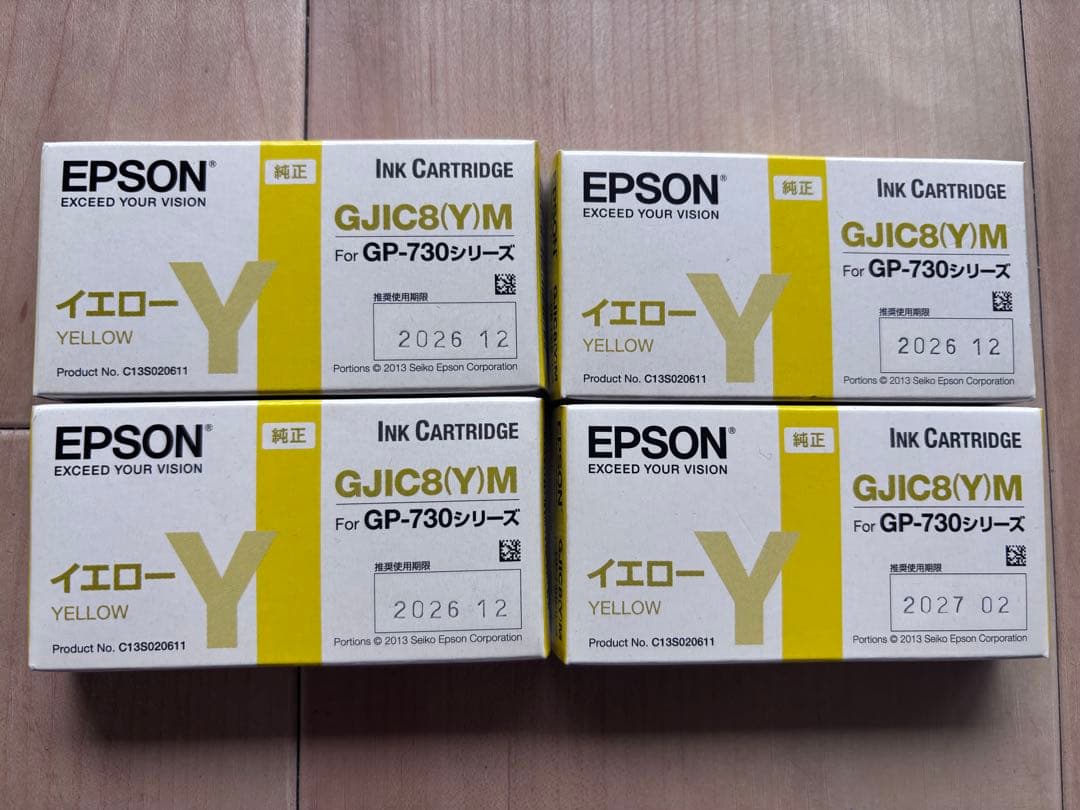 EPSON®
EXCEED YOUR VISION
純正
INK CARTRIDGE
GJIC8(Y)M
For GP-730シリーズ
イエロー
YELLOW
Y
推奨使用期限
2026 12
Product No. C13S020611
Portions © 2013 Seiko Epson Corporation
EPSON®
EXCEED YOUR VISION
純正
INK CARTRIDGE
GJIC8(Y)M
For GP-730シリーズ
イエロー
YELLOW
Y
推奨使用期限
2026 12
Product No. C13S020611
Portions © 2013 Seiko Epson Corporation
EPSON®
EXCEED YOUR VISION
純正
INK CARTRIDGE
GJIC8(Y)M
For GP-730シリーズ
イエロー
YELLOW
Y
推奨使用期限
2026 12
Product No. C13S020611
Portions © 2013 Seiko Epson Corporation
EPSON®
EXCEED YOUR VISION
純正
INK CARTRIDGE
GJIC8(Y)M
For GP-730シリーズ
イエロー
YELLOW
Y
推奨使用期限
2027 02
Product No. C13S020611
Portions © 2013 Seiko Epson Corporation